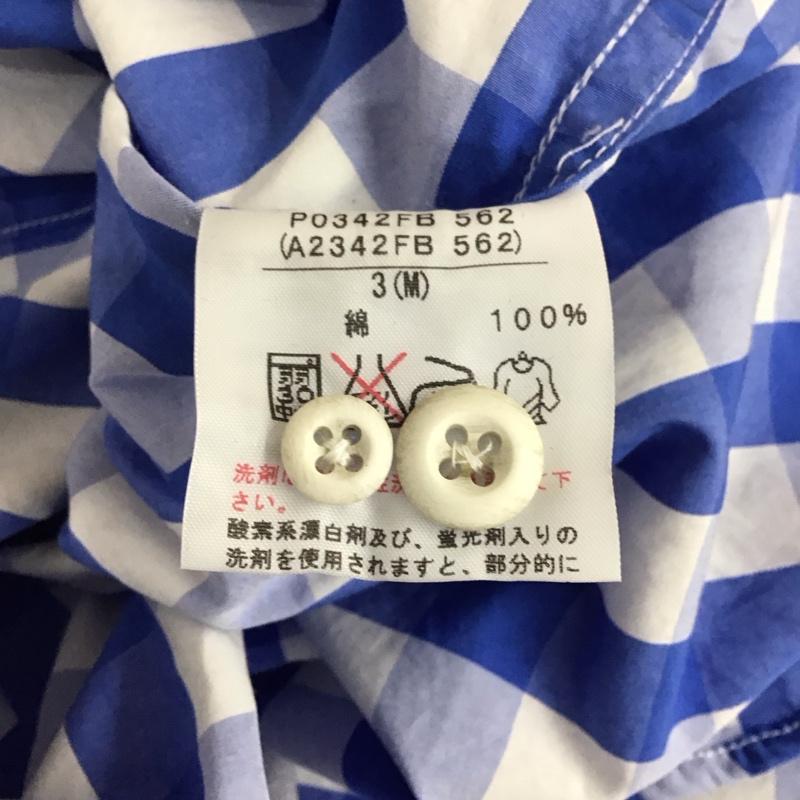 P0342FB 562
(A2342FB 562)
3(M)
綿 100%
洗剤 下
さい。
酸素系漂白剤及び、蛍光剤入りの
洗剤を使用されますと、部分的に